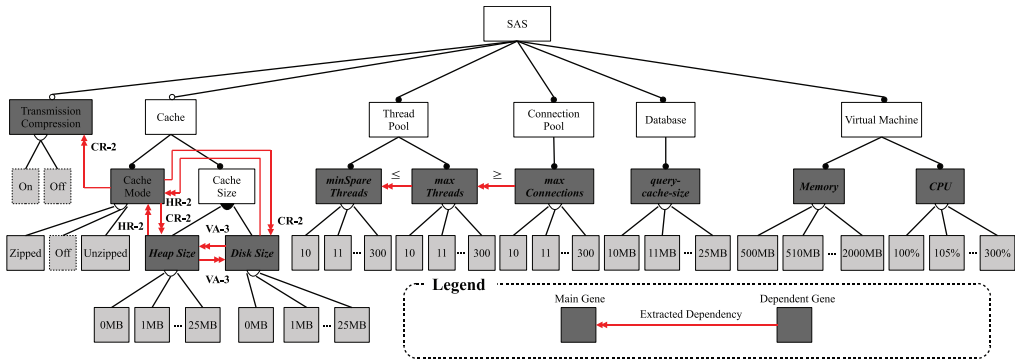 SAS
Transmission
Compression
Cache
Thread
Pool
Connection
Pool
Database
Virtual Machine
CR-2
On
Off
Cache
Mode
Cache
Size
HR-2
CR-2
HR-2
CR-2
minSpare
Threads
≤
max
Threads
≥
max
Connections
query-
cache-size
Memory
CPU
Zipped
Off
Unzipped
VA-3
Heap Size
Disk Size
VA-3
10
11
...
300
10
11
...
300
10
11
...
300
10MB
11MB
...
25MB
500MB
510MB
...
2000MB
100%
105%
...
300%
0MB
1MB
...
25MB
0MB
1MB
...
25MB
Legend
Main Gene
Dependent Gene
Extracted Dependency